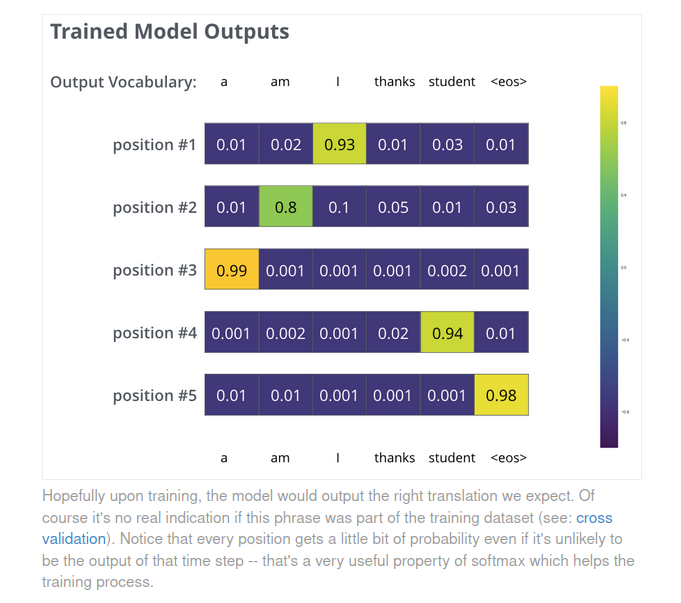 Trained Model Outputs
Output Vocabulary: a am I thanks student <eos>
position #1 0.01 0.02 0.93 0.01 0.03 0.01
position #2 0.01 0.8 0.1 0.05 0.01 0.03
position #3 0.99 0.001 0.001 0.001 0.002 0.001
position #4 0.001 0.002 0.001 0.02 0.94 0.01
position #5 0.01 0.01 0.001 0.001 0.001 0.98
a am I thanks student <eos>
0.8
0.4
0.0
-0.4
-0.8
Hopefully upon training, the model would output the right translation we expect. Of
course it's no real indication if this phrase was part of the training dataset (see: cross
validation). Notice that every position gets a little bit of probability even if it's unlikely to
be the output of that time step -- that's a very useful property of softmax which helps the
training process.